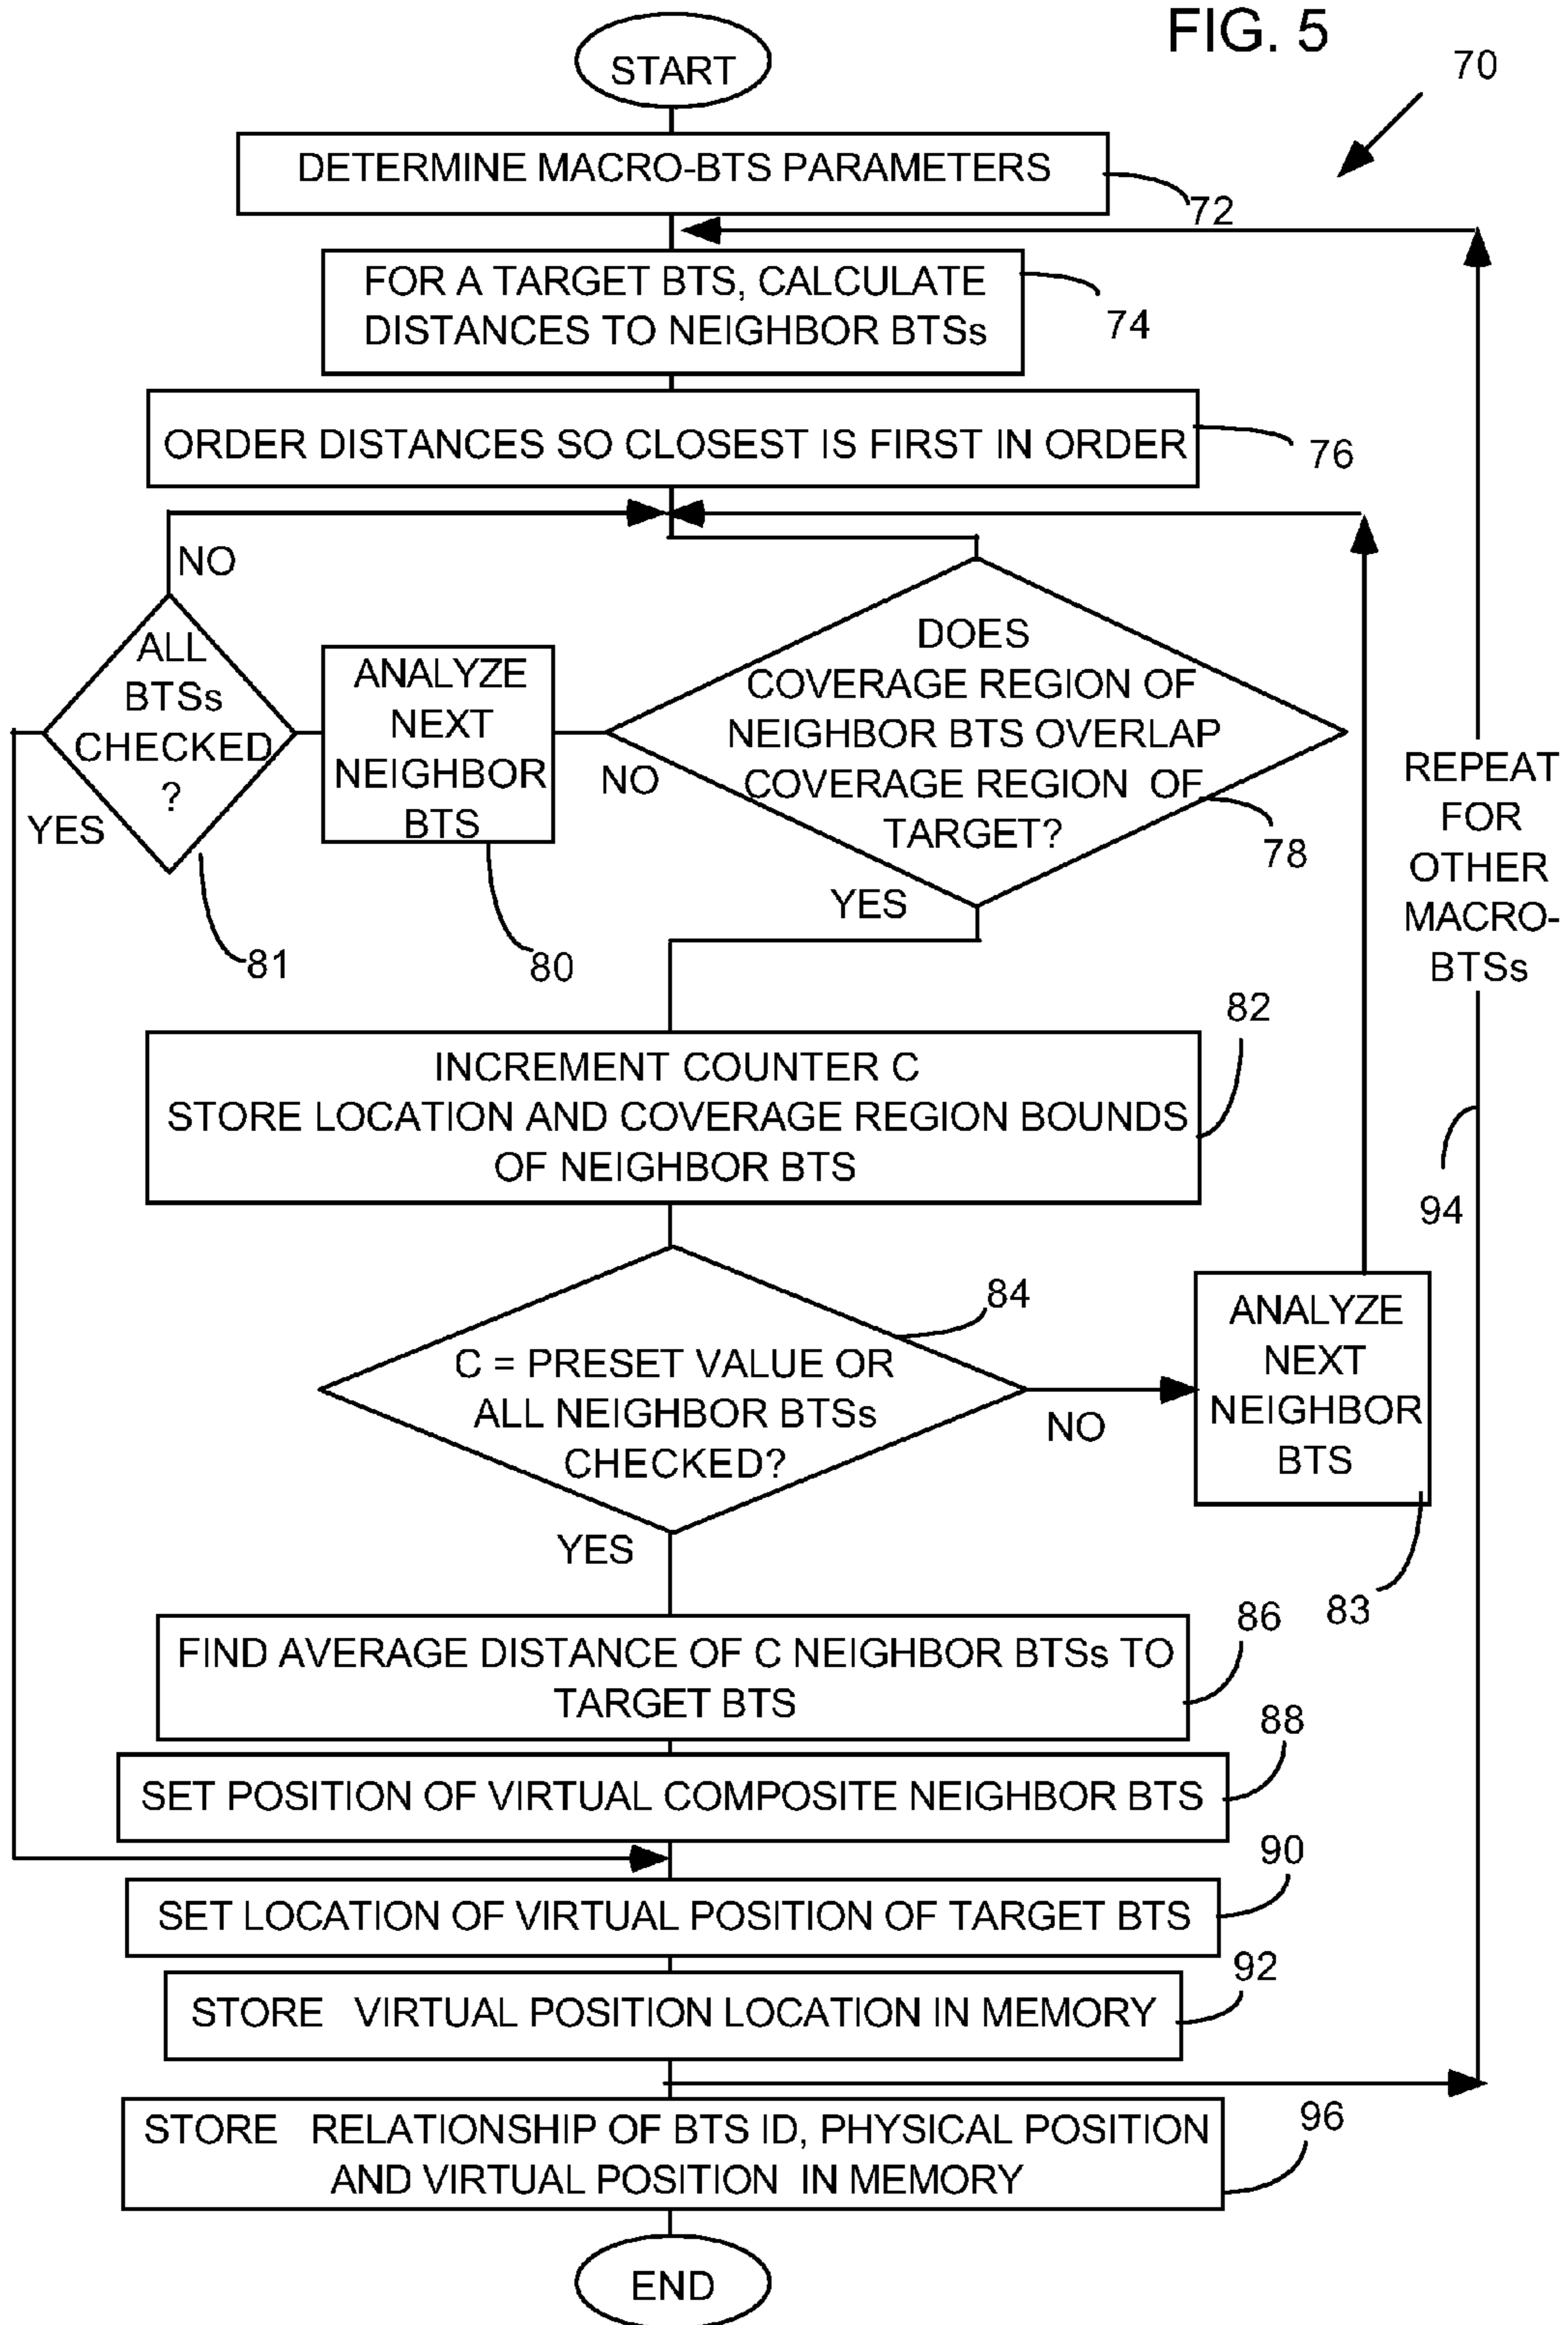 FIG. 5
70
START
DETERMINE MACRO-BTS PARAMETERS
72
FOR A TARGET BTS, CALCULATE
DISTANCES TO NEIGHBOR BTSs
74
ORDER DISTANCES SO CLOSEST IS FIRST IN ORDER
76
NO
ALL
BTSs
CHECKED
?
YES
81
ANALYZE
NEXT
NEIGHBOR
BTS
80
NO
DOES
COVERAGE REGION OF
NEIGHBOR BTS OVERLAP
COVERAGE REGION OF
TARGET?
78
YES
REPEAT
FOR
OTHER
MACRO-
BTSs
94
82
INCREMENT COUNTER C
STORE LOCATION AND COVERAGE REGION BOUNDS
OF NEIGHBOR BTS
84
C = PRESET VALUE OR
ALL NEIGHBOR BTSs
CHECKED?
NO
YES
ANALYZE
NEXT
NEIGHBOR
BTS
83
86
FIND AVERAGE DISTANCE OF C NEIGHBOR BTSs TO
TARGET BTS
88
SET POSITION OF VIRTUAL COMPOSITE NEIGHBOR BTS
90
SET LOCATION OF VIRTUAL POSITION OF TARGET BTS
92
STORE VIRTUAL POSITION LOCATION IN MEMORY
96
STORE RELATIONSHIP OF BTS ID, PHYSICAL POSITION
AND VIRTUAL POSITION IN MEMORY
END